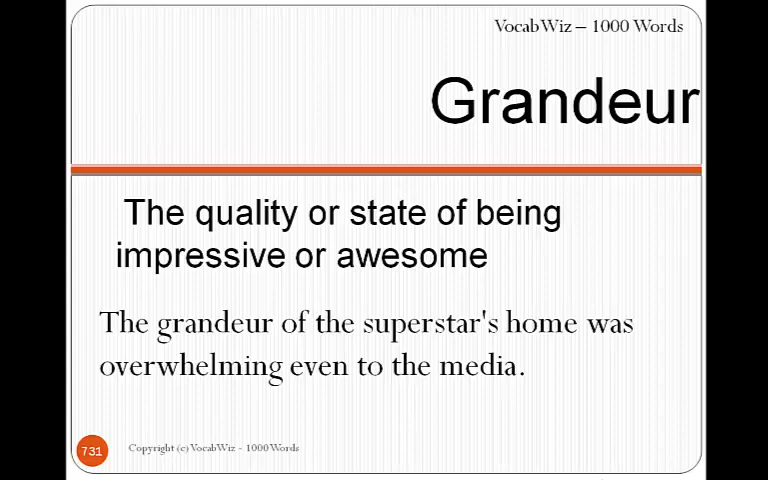 VocabWiz – 1000 Words
Grandeur
The quality or state of being
impressive or awesome
The grandeur of the superstar's home was
overwhelming even to the media.
731
Copyright (c) VocabWiz - 1000 Words